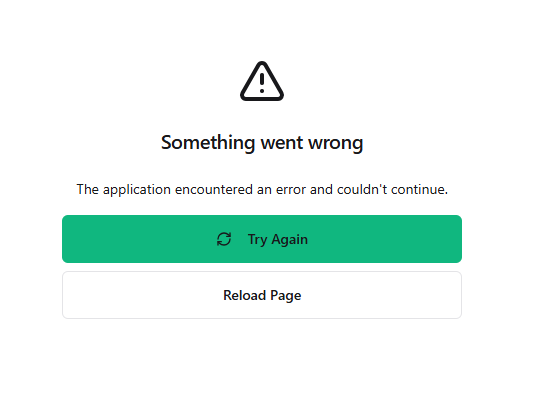 Something went wrong
The application encountered an error and couldn't continue.
Try Again
Reload Page